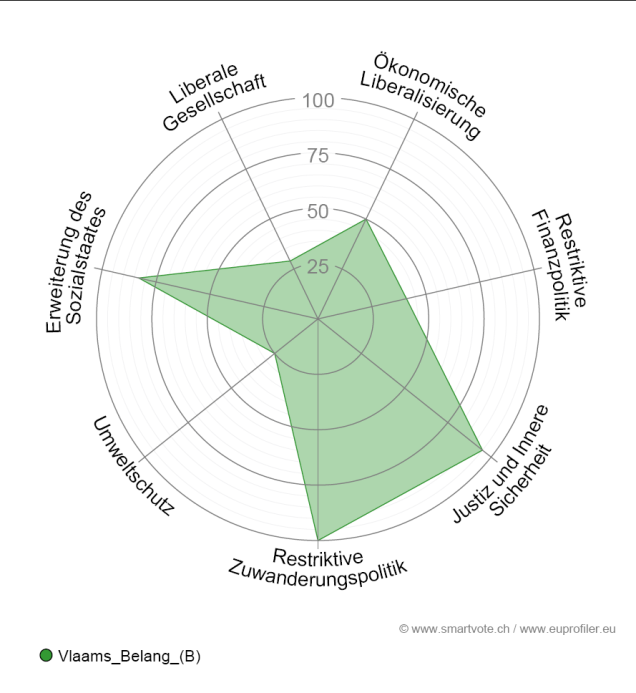 Liberale
Gesellschaft
Ökonomische
Liberalisierung
100
75
50
25
Erweiterung des
Sozialstaates
Restriktive
Finanzpolitik
Umweltschutz
Justiz und Innere
Sicherheit
Restriktive
Zuwanderungspolitik
© www.smartvote.ch / www.euprofiler.eu
Vlaams_Belang_(B)